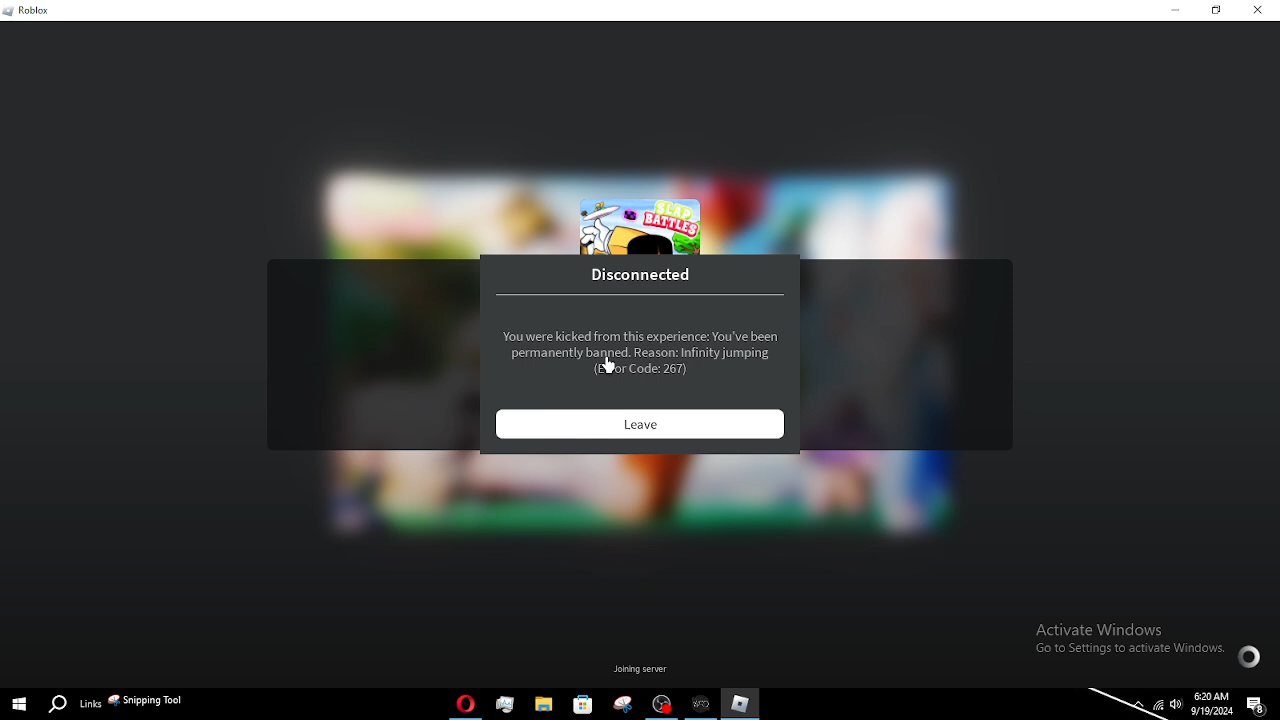 Roblox
SLAP
BATTLES
Disconnected
You were kicked from this experience: You've been
permanently banned. Reason: Infinity jumping
(Error Code: 267)
Leave
Activate Windows
Go to Settings to activate Windows.
Joining server
Links
Snipping Tool
6:20 AM
9/19/2024
8